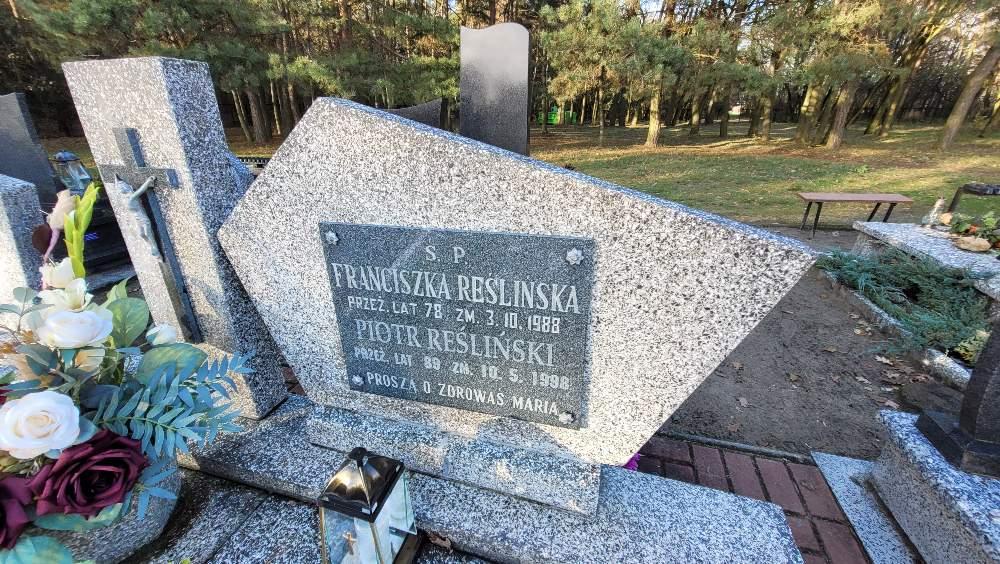 Ś. P.
FRANCISZKA REŚLIŃSKA
PRZEŻ. LAT 78. ZM. 3. 10. 1988
PIOTR REŚLIŃSKI
PRZEŻ. LAT 89 ZM. 10. 5. 1998
PROSZĄ O ZDROWAŚ MARIA